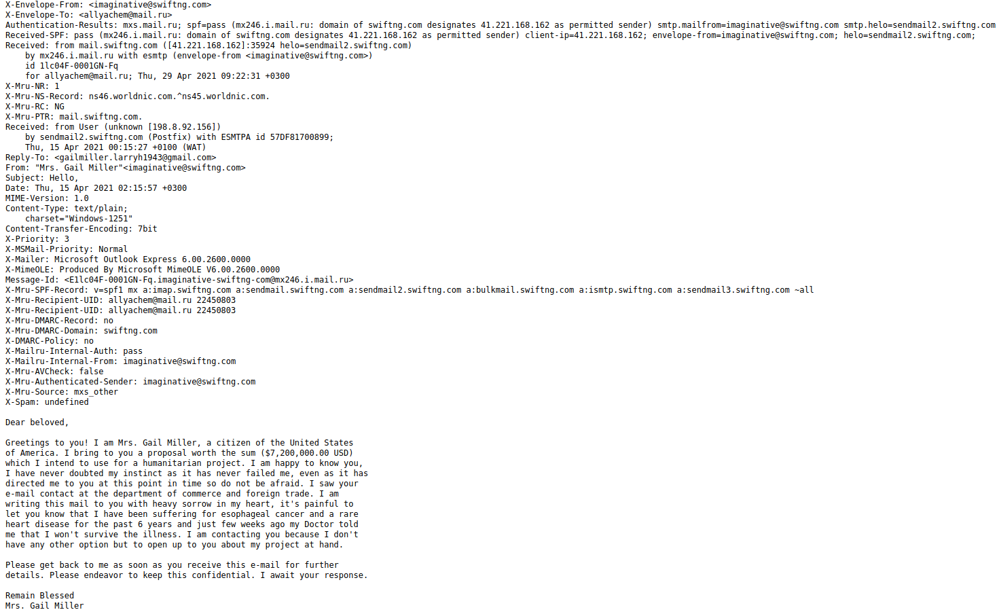 X-Envelope-From: <imaginative@swiftng.com>
X-Envelope-To: <allyachem@mail.ru>
Authentication-Results: mxs.mail.ru; spf=pass (mx246.i.mail.ru: domain of swiftng.com designates 41.221.168.162 as permitted sender) smtp.mailfrom=imaginative@swiftng.com smtp.helo=sendmail2.swiftng.com
Received-SPF: pass (mx246.i.mail.ru: domain of swiftng.com designates 41.221.168.162 as permitted sender) client-ip=41.221.168.162; envelope-from=imaginative@swiftng.com; helo=sendmail2.swiftng.com;
Received: from mail.swiftng.com ([41.221.168.162]:35924 helo=sendmail2.swiftng.com)
    by mx246.i.mail.ru with esmtp (envelope-from <imaginative@swiftng.com>)
    id 1lc04F-0001GN-Fq
    for allyachem@mail.ru; Thu, 29 Apr 2021 09:22:31 +0300
X-Mru-NR: 1
X-Mru-NS-Record: ns46.worldnic.com.^ns45.worldnic.com.
X-Mru-RC: NG
X-Mru-PTR: mail.swiftng.com.
Received: from User (unknown [198.8.92.156])
    by sendmail2.swiftng.com (Postfix) with ESMTPA id 57DF81700899;
    Thu, 15 Apr 2021 00:15:27 +0100 (WAT)
Reply-To: <gailmiller.larryh1943@gmail.com>
From: "Mrs. Gail Miller"<imaginative@swiftng.com>
Subject: Hello,
Date: Thu, 15 Apr 2021 02:15:57 +0300
MIME-Version: 1.0
Content-Type: text/plain;
    charset="Windows-1251"
Content-Transfer-Encoding: 7bit
X-Priority: 3
X-MSMail-Priority: Normal
X-Mailer: Microsoft Outlook Express 6.00.2600.0000
X-MimeOLE: Produced By Microsoft MimeOLE V6.00.2600.0000
Message-Id: <E1lc04F-0001GN-Fq.imaginative-swiftng-com@mx246.i.mail.ru>
X-Mru-SPF-Record: v=spf1 mx a:imap.swiftng.com a:sendmail.swiftng.com a:sendmail2.swiftng.com a:bulkmail.swiftng.com a:ismtp.swiftng.com a:sendmail3.swiftng.com ~all
X-Mru-Recipient-UID: allyachem@mail.ru 22450803
X-Mru-Recipient-UID: allyachem@mail.ru 22450803
X-Mru-DMARC-Record: no
X-Mru-DMARC-Domain: swiftng.com
X-DMARC-Policy: no
X-Mailru-Internal-Auth: pass
X-Mailru-Internal-From: imaginative@swiftng.com
X-Mru-AVCheck: false
X-Mru-Authenticated-Sender: imaginative@swiftng.com
X-Mru-Source: mxs_other
X-Spam: undefined

Dear beloved,

Greetings to you! I am Mrs. Gail Miller, a citizen of the United States
of America. I bring to you a proposal worth the sum ($7,200,000.00 USD)
which I intend to use for a humanitarian project. I am happy to know you,
I have never doubted my instinct as it has never failed me, even as it has
directed me to you at this point in time so do not be afraid. I saw your
e-mail contact at the department of commerce and foreign trade. I am
writing this mail to you with heavy sorrow in my heart, it's painful to
let you know that I have been suffering for esophageal cancer and a rare
heart disease for the past 6 years and just few weeks ago my Doctor told
me that I won't survive the illness. I am contacting you because I don't
have any other option but to open up to you about my project at hand.

Please get back to me as soon as you receive this e-mail for further
details. Please endeavor to keep this confidential. I await your response.

Remain Blessed
Mrs. Gail Miller